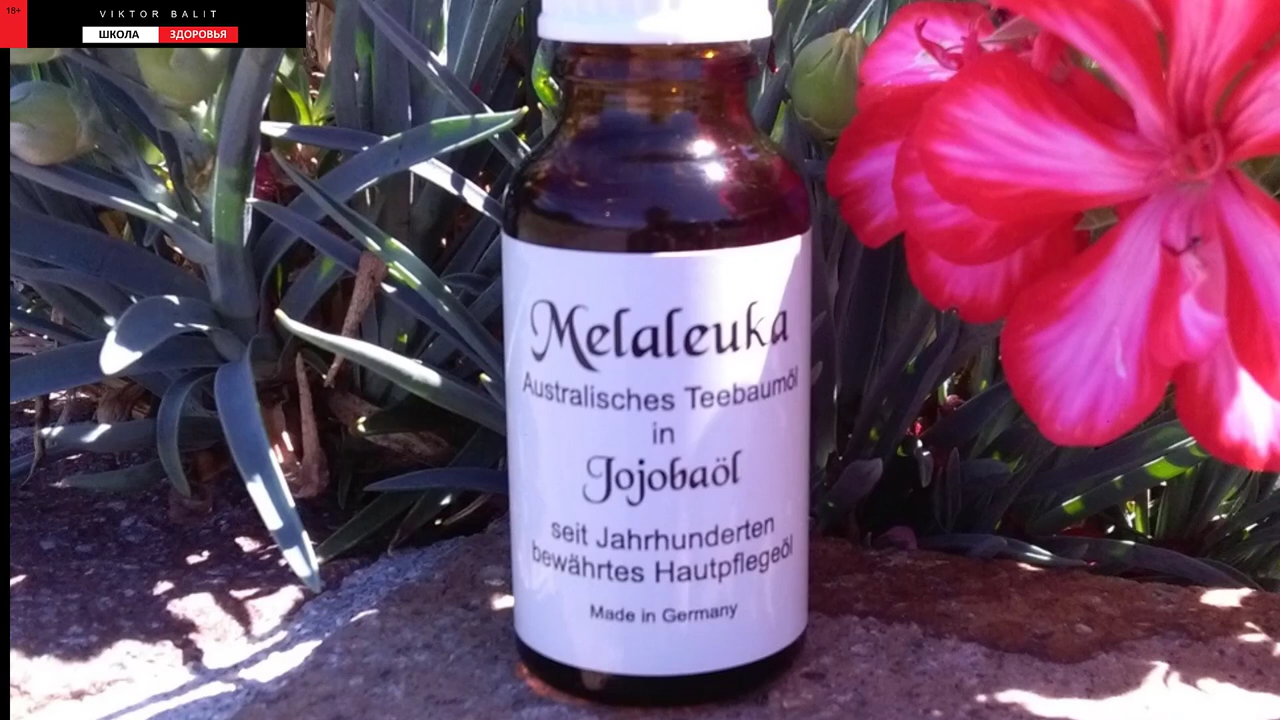 18+
VIKTOR BALIT
ШКОЛА ЗДОРОВЬЯ
Melaleuka
Australisches Teebaumöl
in
Jojobaöl
seit Jahrhunderten
bewährtes Hautpflegeöl
Made in Germany